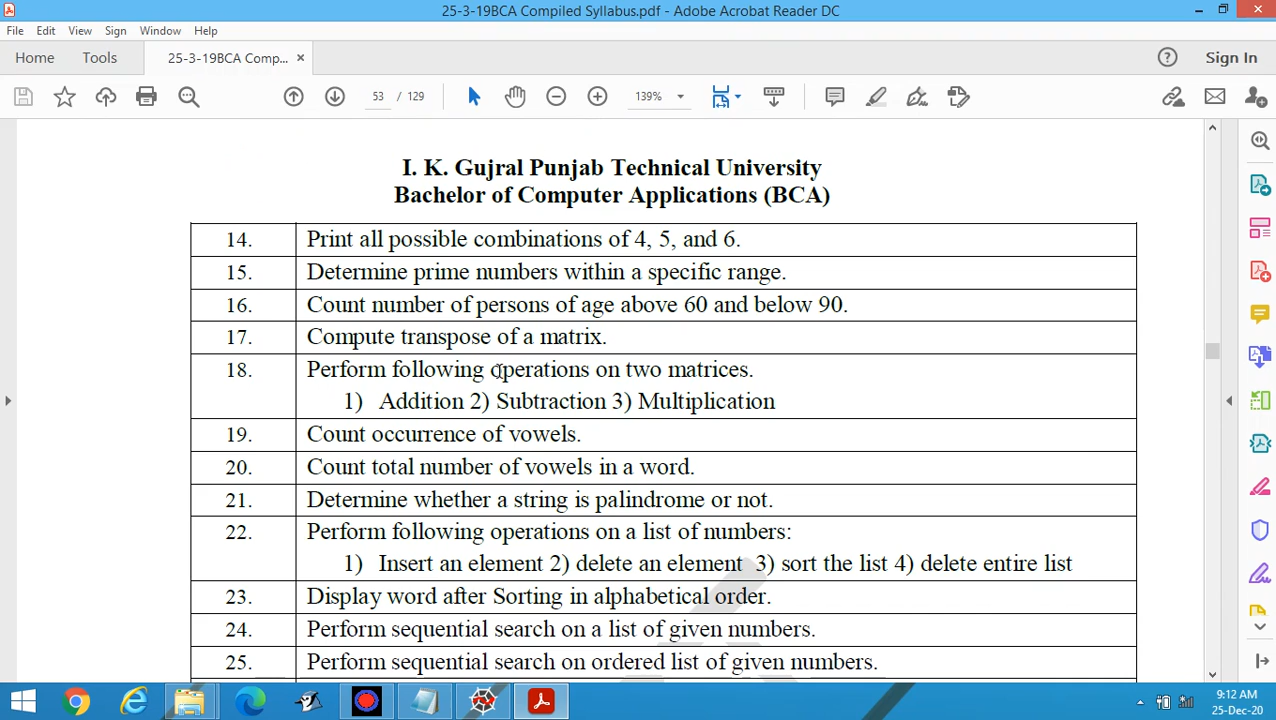 25-3-19BCA Compiled Syllabus.pdf - Adobe Acrobat Reader DC
File Edit View Sign Window Help
Home Tools 25-3-19BCA Comp... × Sign In
53 / 129 139%
I. K. Gujral Punjab Technical University
Bachelor of Computer Applications (BCA)
14. Print all possible combinations of 4, 5, and 6.
15. Determine prime numbers within a specific range.
16. Count number of persons of age above 60 and below 90.
17. Compute transpose of a matrix.
18. Perform following operations on two matrices.
1) Addition 2) Subtraction 3) Multiplication
19. Count occurrence of vowels.
20. Count total number of vowels in a word.
21. Determine whether a string is palindrome or not.
22. Perform following operations on a list of numbers:
1) Insert an element 2) delete an element 3) sort the list 4) delete entire list
23. Display word after Sorting in alphabetical order.
24. Perform sequential search on a list of given numbers.
25. Perform sequential search on ordered list of given numbers.
9:12 AM
25-Dec-20